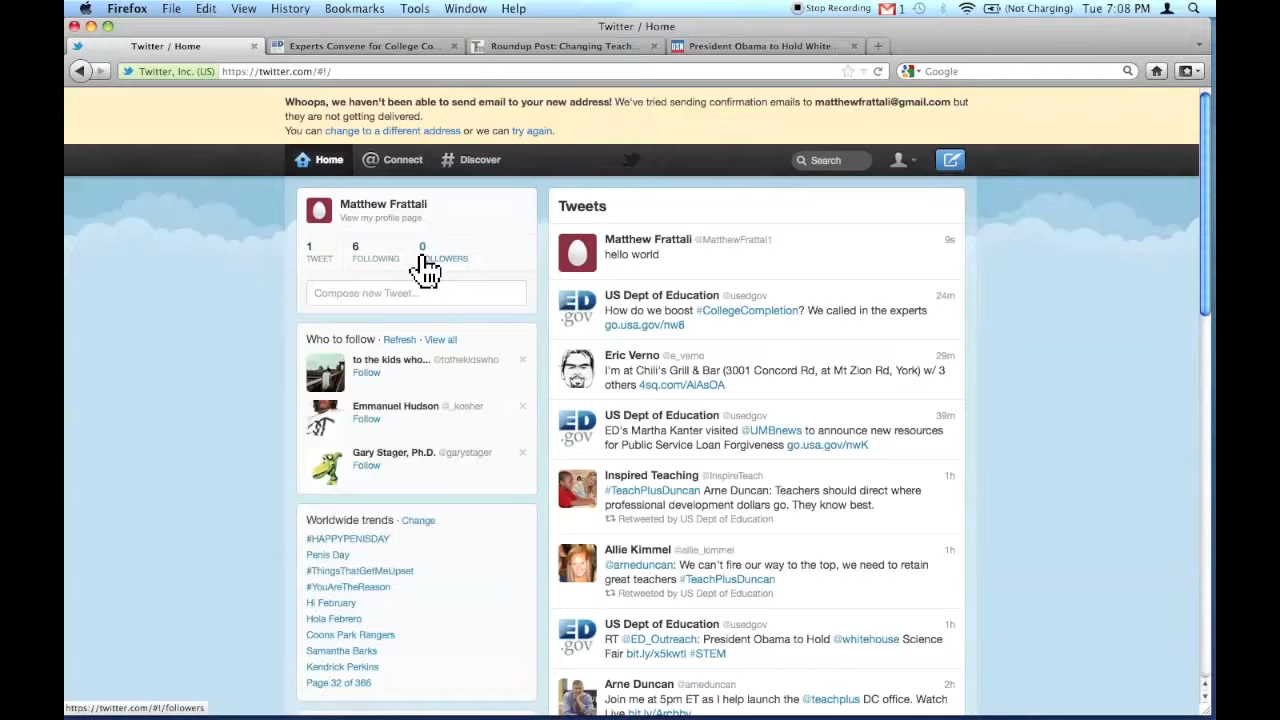 Firefox File Edit View History Bookmarks Tools Window Help Stop Recording 1 (Not Charging) Tue 7:08 PM
Twitter / Home
Twitter / Home Experts Convene for College Co... Roundup Post: Changing Teach... President Obama to Hold White...
Twitter, Inc. (US) https://twitter.com/#!/ Google
Whoops, we haven't been able to send email to your new address! We've tried sending confirmation emails to matthewfrattali@gmail.com but
they are not getting delivered.
You can change to a different address or we can try again.
Home Connect Discover Search
Matthew Frattali
View my profile page
1 6 0
TWEET FOLLOWING
Compose new Tweet...
Who to follow · Refresh · View all
to the kids who... @tothekidswho
Follow
Emmanuel Hudson @_kosher
Follow
Gary Stager, Ph.D. @garystager
Follow
Worldwide trends · Change
#HAPPYPENISDAY
Penis Day
#ThingsThatGetMeUpset
#YouAreTheReason
Hi February
Hola Febrero
Coons Park Rangers
Samantha Barks
Kendrick Perkins
Page 32 of 366
Tweets
Matthew Frattali @MatthewFrattal1 9s
hello world
US Dept of Education @usedgov 24m
How do we boost #CollegeCompletion? We called in the experts
go.usa.gov/nw8
Eric Verno @e_verno 29m
I'm at Chili's Grill & Bar (3001 Concord Rd, at Mt Zion Rd, York) w/ 3
others 4sq.com/AiAsOA
US Dept of Education @usedgov 39m
ED's Martha Kanter visited @UMBnews to announce new resources
for Public Service Loan Forgiveness go.usa.gov/nwK
Inspired Teaching @InspireTeach 1h
#TeachPlusDuncan Arne Duncan: Teachers should direct where
professional development dollars go. They know best.
Retweeted by US Dept of Education
Allie Kimmel @allie_kimmel 1h
@arneduncan: We can't fire our way to the top, we need to retain
great teachers #TeachPlusDuncan
Retweeted by US Dept of Education
US Dept of Education @usedgov 1h
RT @ED_Outreach: President Obama to Hold @whitehouse Science
Fair bit.ly/x5kwtl #STEM
Arne Duncan @arneduncan 2h
Join me at 5pm ET as I help launch the @teachplus DC office. Watch
Live
https://twitter.com/#!/followers